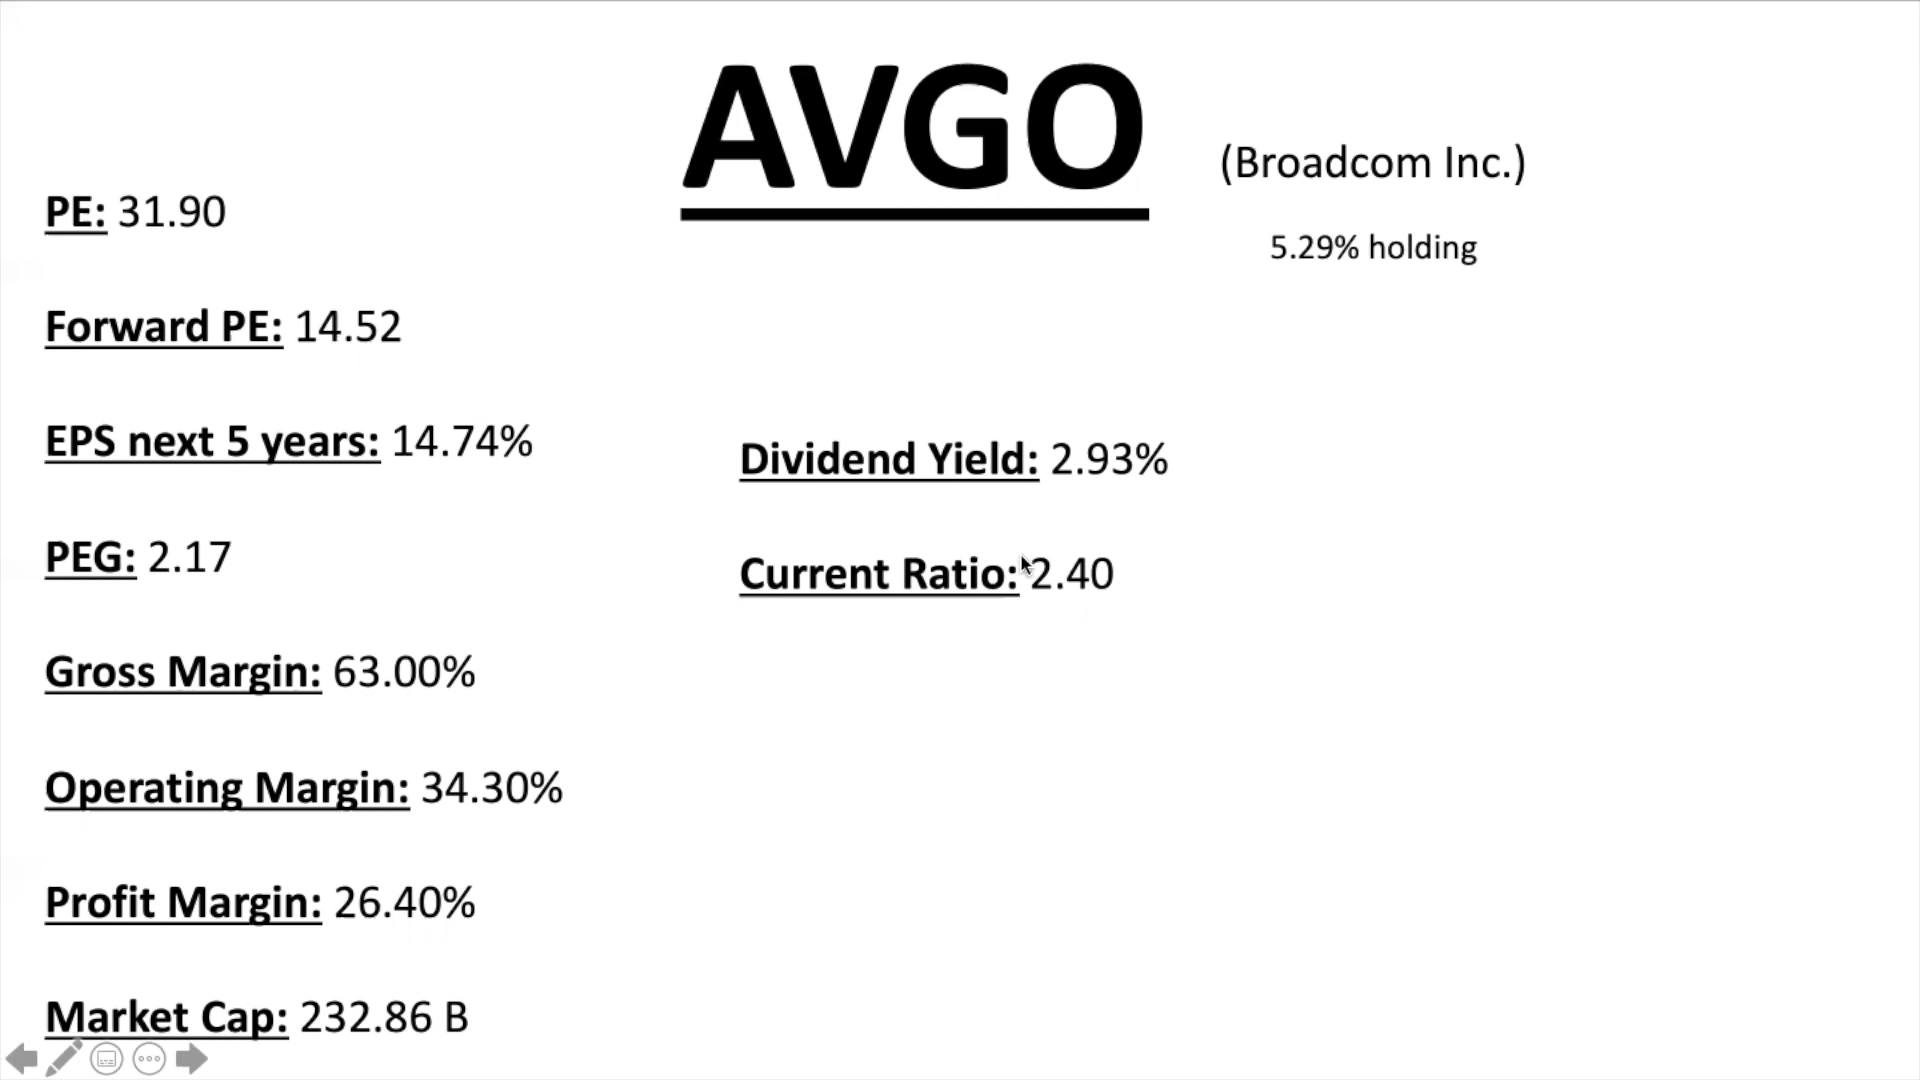 AVGO
(Broadcom Inc.)
5.29% holding
PE: 31.90
Forward PE: 14.52
EPS next 5 years: 14.74%
PEG: 2.17
Gross Margin: 63.00%
Operating Margin: 34.30%
Profit Margin: 26.40%
Market Cap: 232.86 B
Dividend Yield: 2.93%
Current Ratio: 2.40